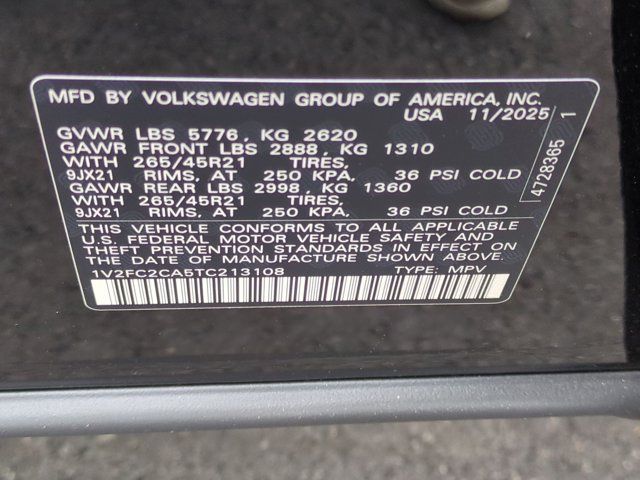 MFD BY VOLKSWAGEN GROUP OF AMERICA, INC.
USA 11/2025
GVWR LBS 5776 , KG 2620
GAWR FRONT LBS 2888 , KG 1310
WITH 265/45R21 TIRES,
9JX21 RIMS, AT 250 KPA, 36 PSI COLD
GAWR REAR LBS 2998 , KG 1360
WITH 265/45R21 TIRES,
9JX21 RIMS, AT 250 KPA, 36 PSI COLD
THIS VEHICLE CONFORMS TO ALL APPLICABLE
U.S. FEDERAL MOTOR VEHICLE SAFETY AND
THEFT PREVENTION STANDARDS IN EFFECT ON
THE DATE OF MANUFACTURE SHOWN ABOVE.
1V2FC2CA5TC213108 TYPE: MPV
4728365 1